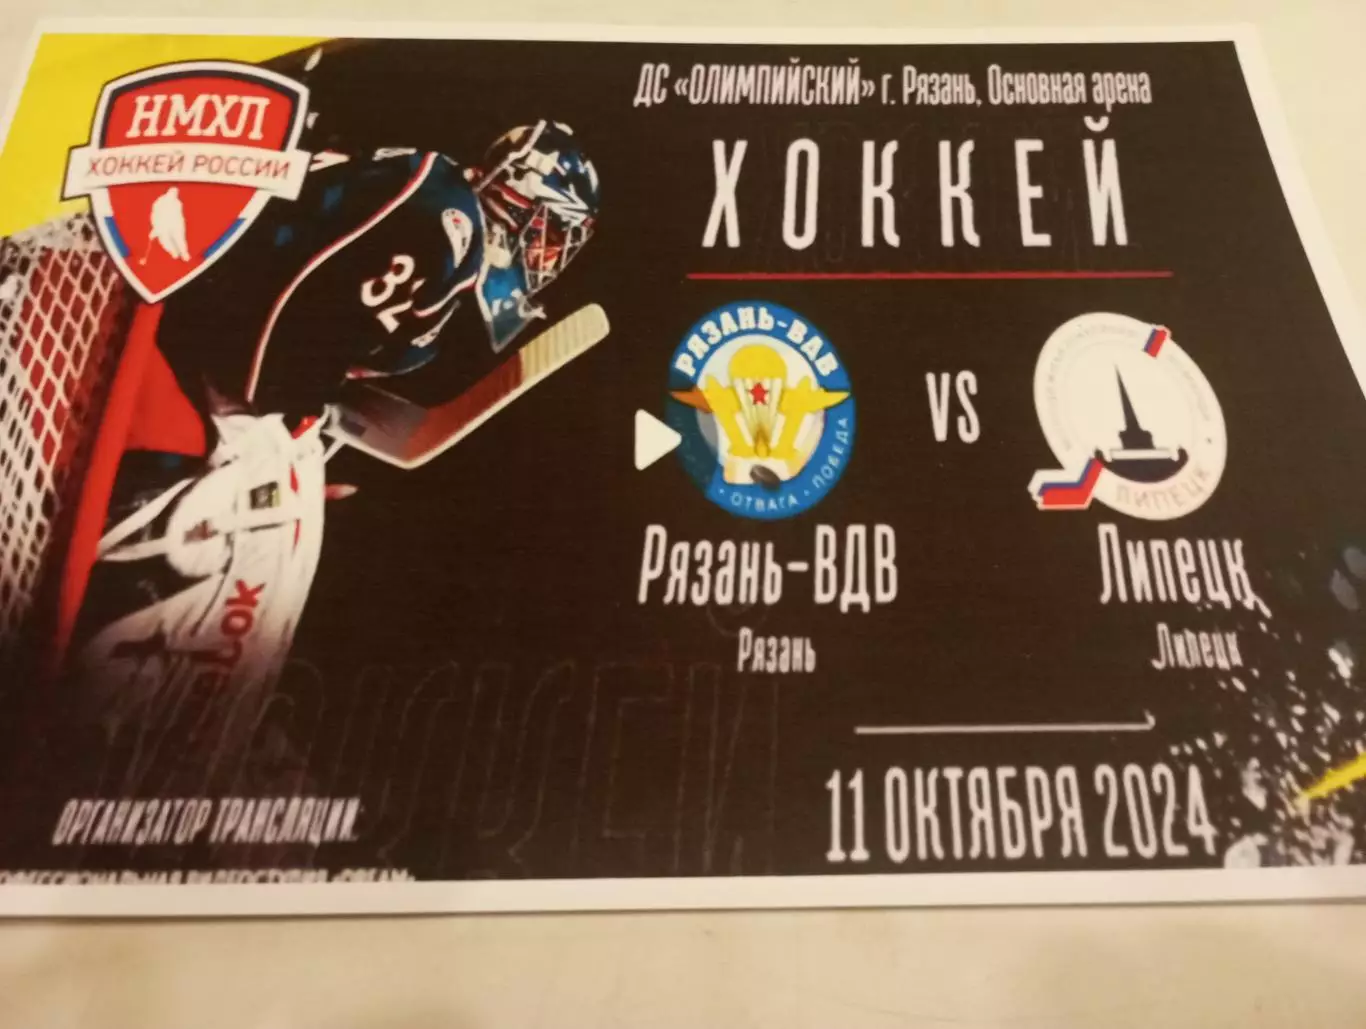 НМХЛ
ХОККЕЙ РОССИИ
ДС «ОЛИМПИЙСКИЙ» г. Рязань, Основная арена
ХОККЕЙ
32
РЯЗАНЬ-ВДВ
ОТВАГА • ПОБЕДА
VS
ЛИПЕЦК
Рязань-ВДВ
Липецк
Рязань
Липецк
11 ОКТЯБРЯ 2024
ОРГАНИЗАТОР ТРАНСЛЯЦИИ: